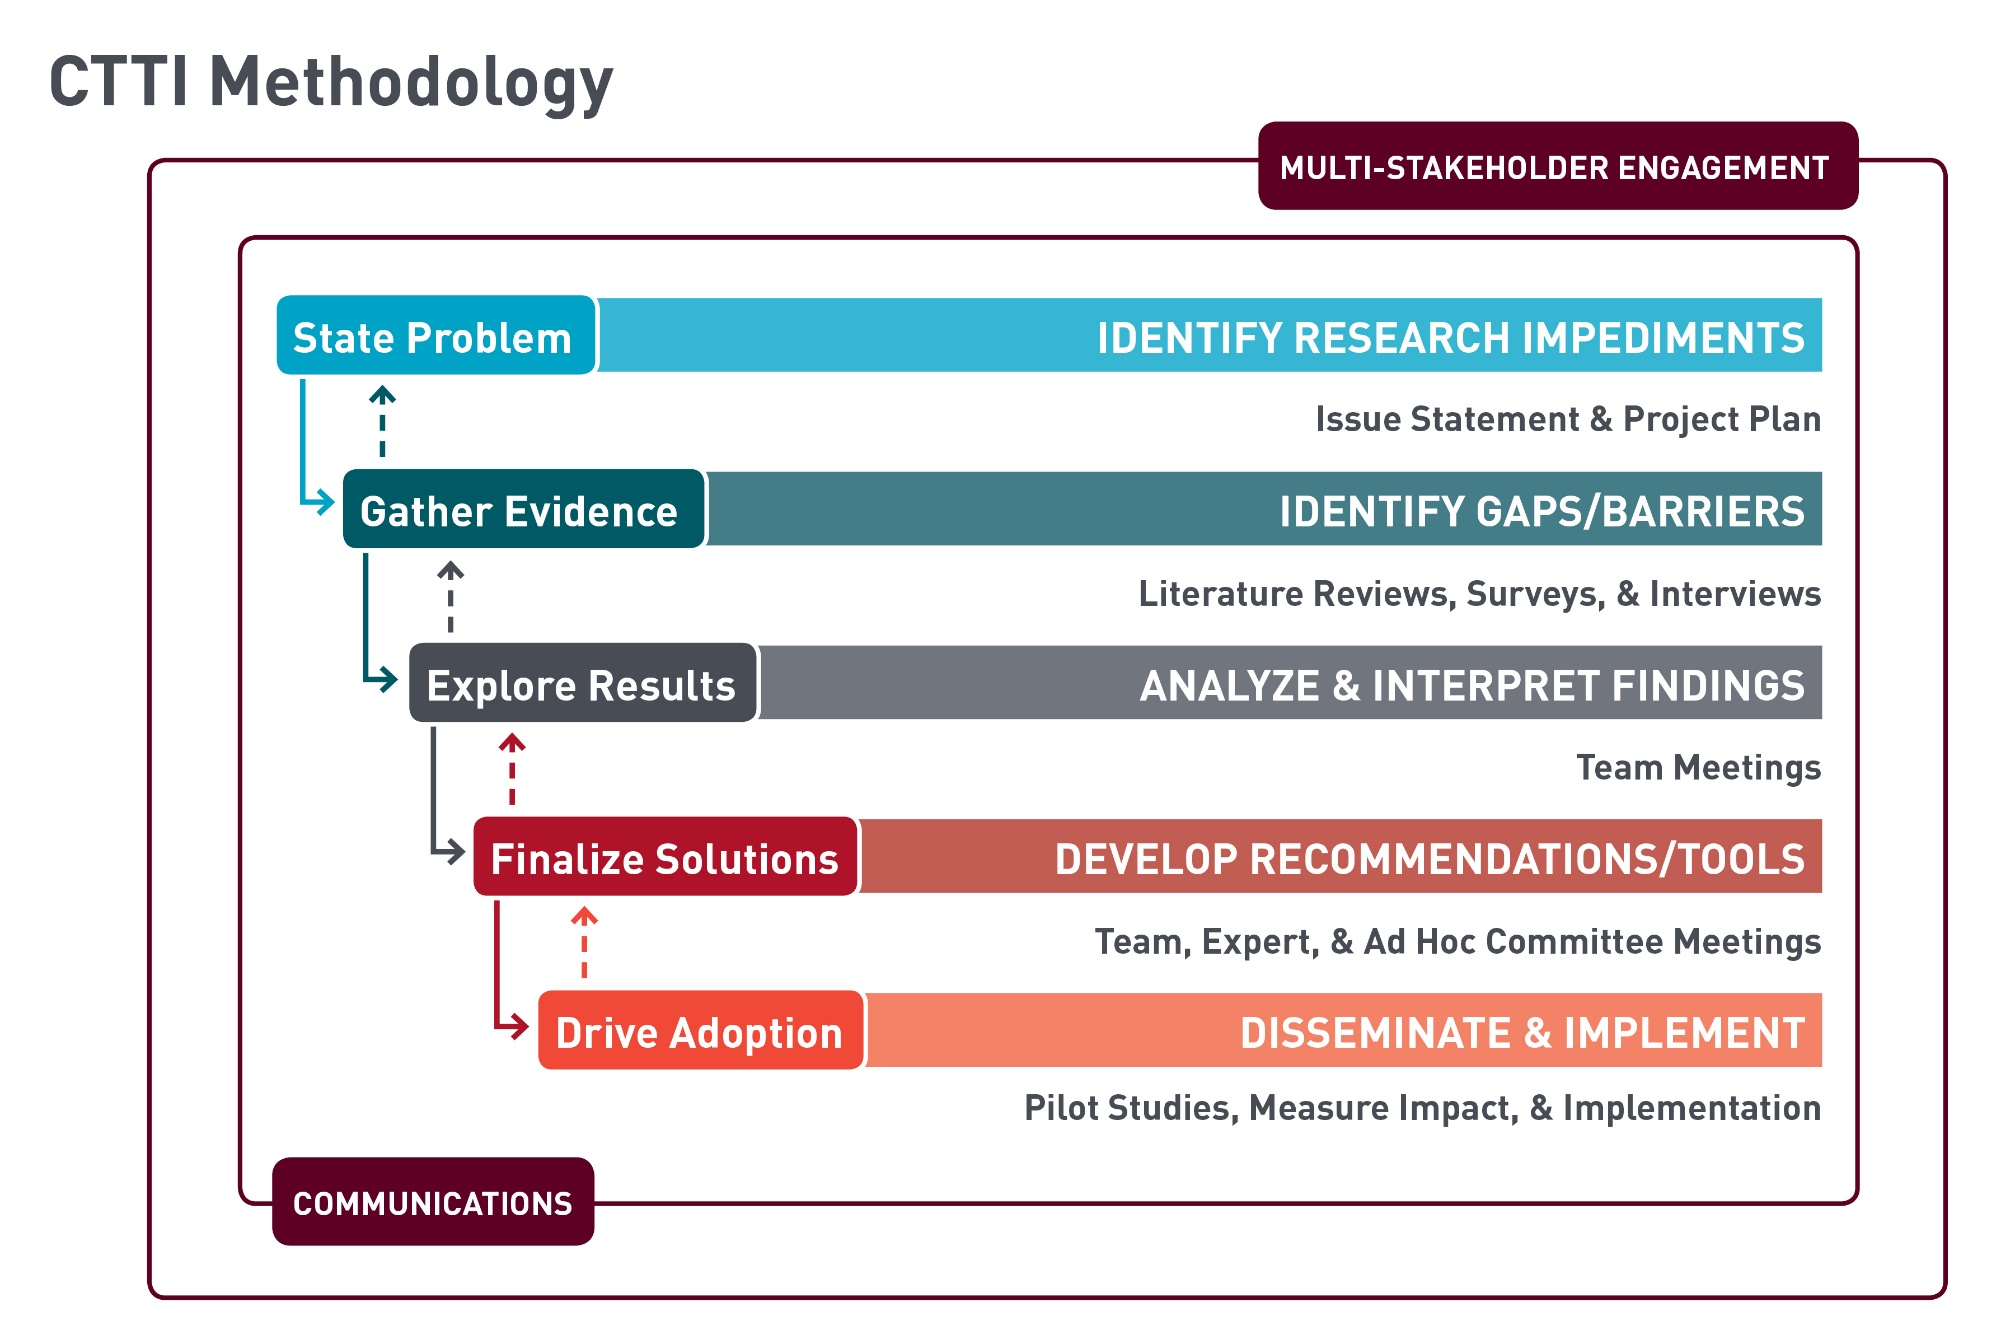 CTTI Methodology
MULTI-STAKEHOLDER ENGAGEMENT
State Problem
IDENTIFY RESEARCH IMPEDIMENTS
Issue Statement & Project Plan
Gather Evidence
IDENTIFY GAPS/BARRIERS
Literature Reviews, Surveys, & Interviews
Explore Results
ANALYZE & INTERPRET FINDINGS
Team Meetings
Finalize Solutions
DEVELOP RECOMMENDATIONS/TOOLS
Team, Expert, & Ad Hoc Committee Meetings
Drive Adoption
DISSEMINATE & IMPLEMENT
Pilot Studies, Measure Impact, & Implementation
COMMUNICATIONS